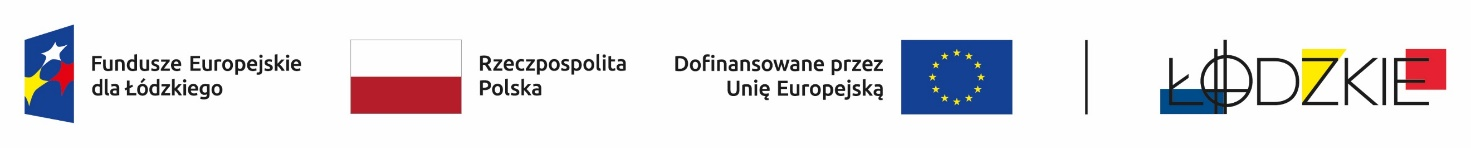 Fundusze Europejskie
dla Łódzkiego
Rzeczpospolita
Polska
Dofinansowane przez
Unię Europejską
ŁÓDZKIE